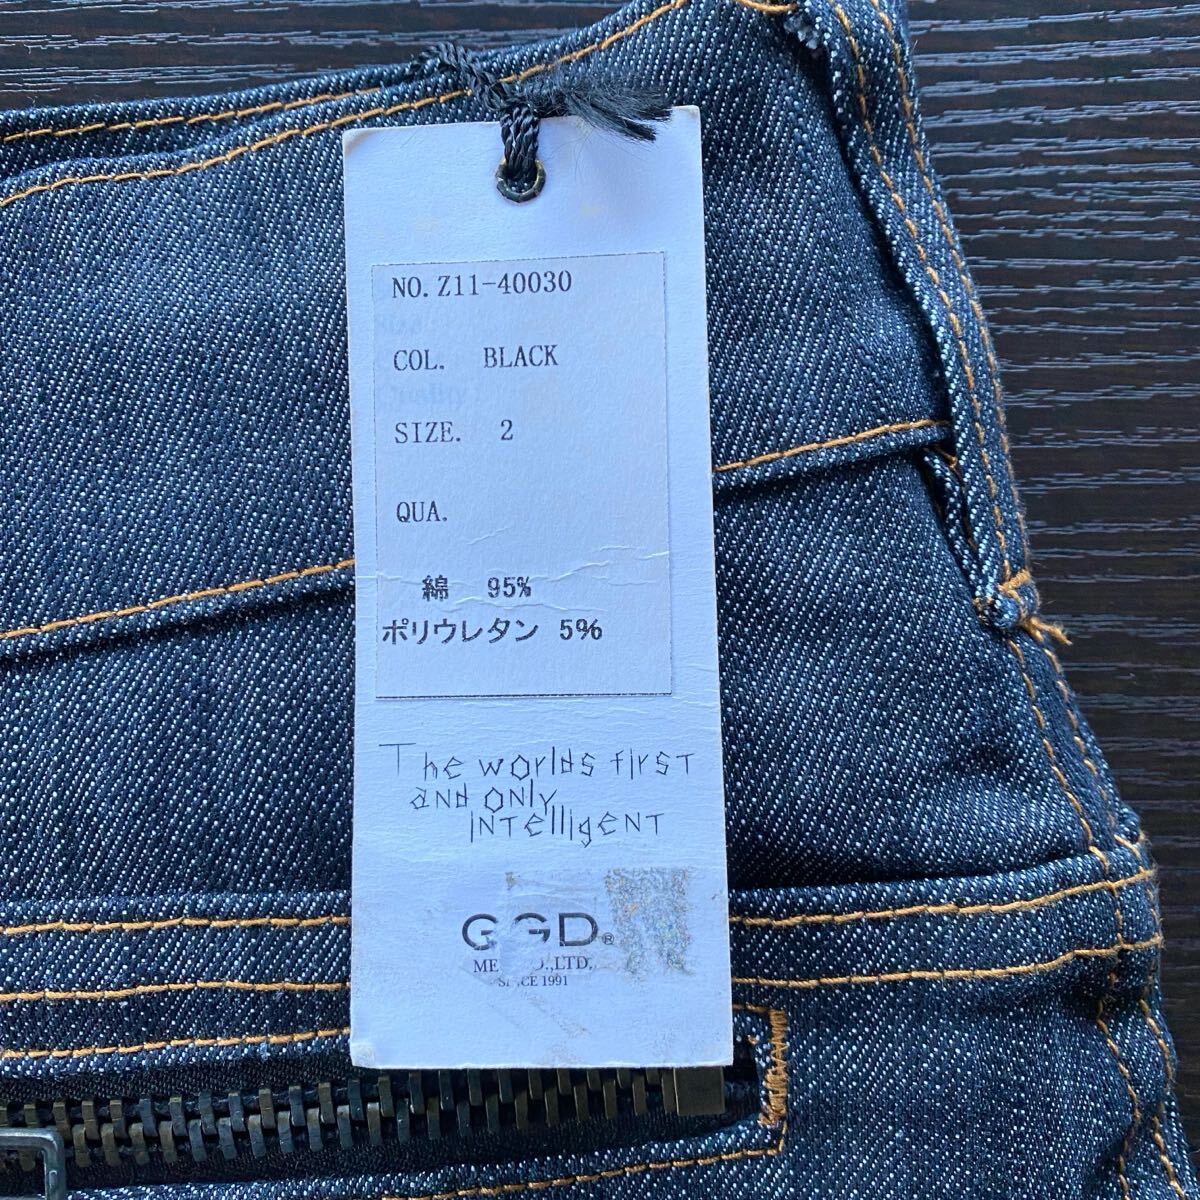 NO. Z11-40030
COL. BLACK
SIZE. 2
QUA.
綿 95%
ポリウレタン 5%
The worlds first
and only
intelligent
GGD®
SINCE 1991